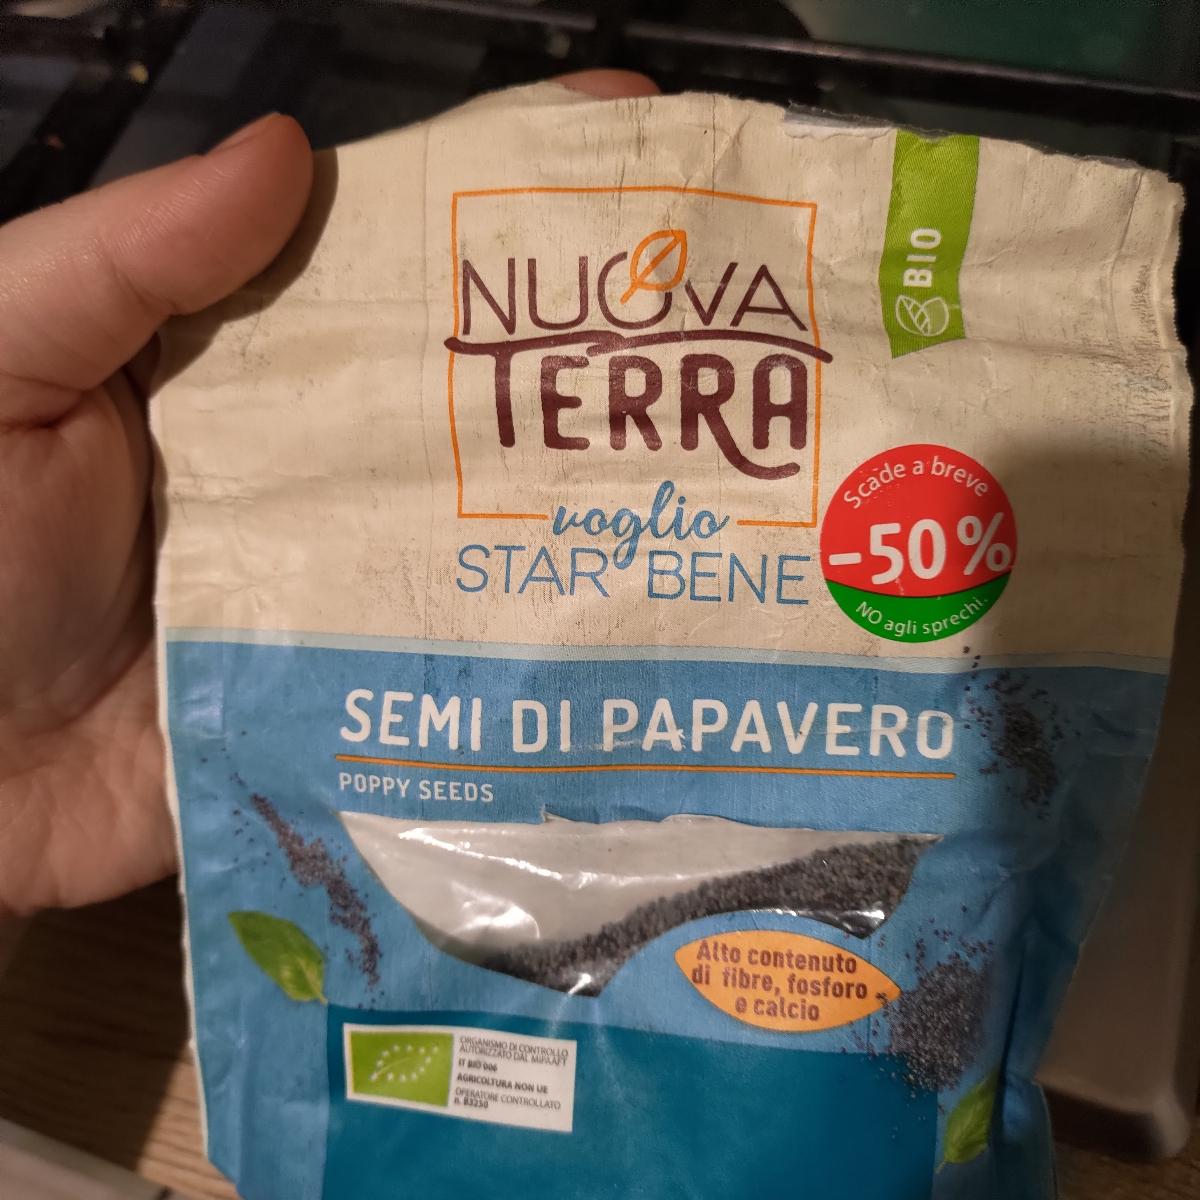 BIO
NUOVA
TERRA
voglio
STAR BENE
Scade a breve
-50%
NO agli sprechi.
SEMI DI PAPAVERO
POPPY SEEDS
Alto contenuto
di fibre, fosforo
e calcio
ORGANISMO DI CONTROLLO
AUTORIZZATO DAL MIPAAFT
IT BIO 006
AGRICOLTURA NON UE
OPERATORE CONTROLLATO
n. B3250